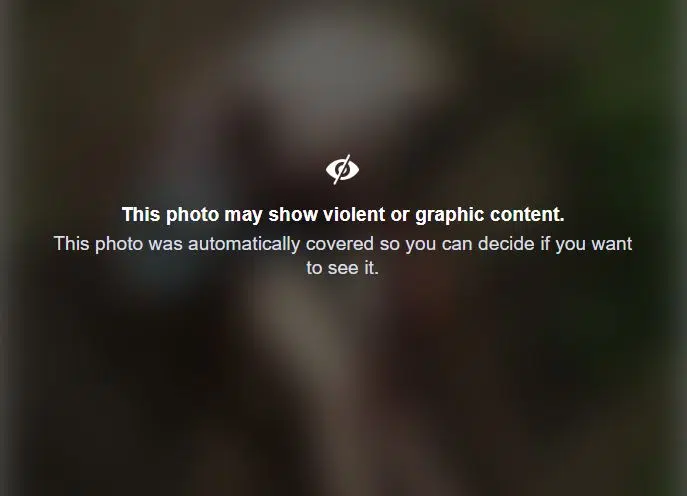 This photo may show violent or graphic content.
This photo was automatically covered so you can decide if you want
to see it.